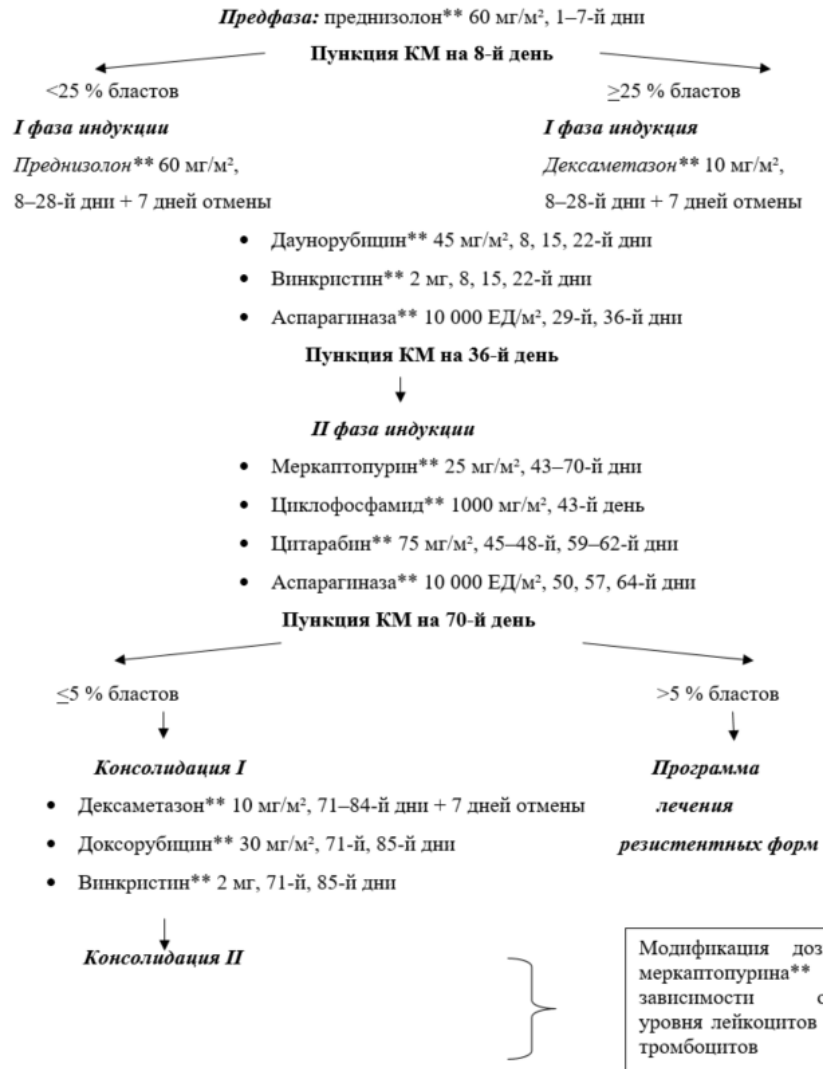 Предфаза: преднизолон** 60 мг/м², 1–7-й дни
Пункция КМ на 8-й день
<25 % бластов
≥25 % бластов
I фаза индукции
I фаза индукция
Преднизолон** 60 мг/м²,
Дексаметазон** 10 мг/м²,
8–28-й дни + 7 дней отмены
8–28-й дни + 7 дней отмены
• Даунорубицин** 45 мг/м², 8, 15, 22-й дни
• Винкристин** 2 мг, 8, 15, 22-й дни
• Аспарагиназа** 10 000 ЕД/м², 29-й, 36-й дни
Пункция КМ на 36-й день
II фаза индукции
• Меркаптопурин** 25 мг/м², 43–70-й дни
• Циклофосфамид** 1000 мг/м², 43-й день
• Цитарабин** 75 мг/м², 45–48-й, 59–62-й дни
• Аспарагиназа** 10 000 ЕД/м², 50, 57, 64-й дни
Пункция КМ на 70-й день
≤5 % бластов
>5 % бластов
Консолидация I
• Дексаметазон** 10 мг/м², 71–84-й дни + 7 дней отмены
• Доксорубицин** 30 мг/м², 71-й, 85-й дни
• Винкристин** 2 мг, 71-й, 85-й дни
Программа
лечения
резистентных форм
Консолидация II
Модификация доз
меркаптопурина**
зависимости
уровня лейкоцитов
тромбоцитов